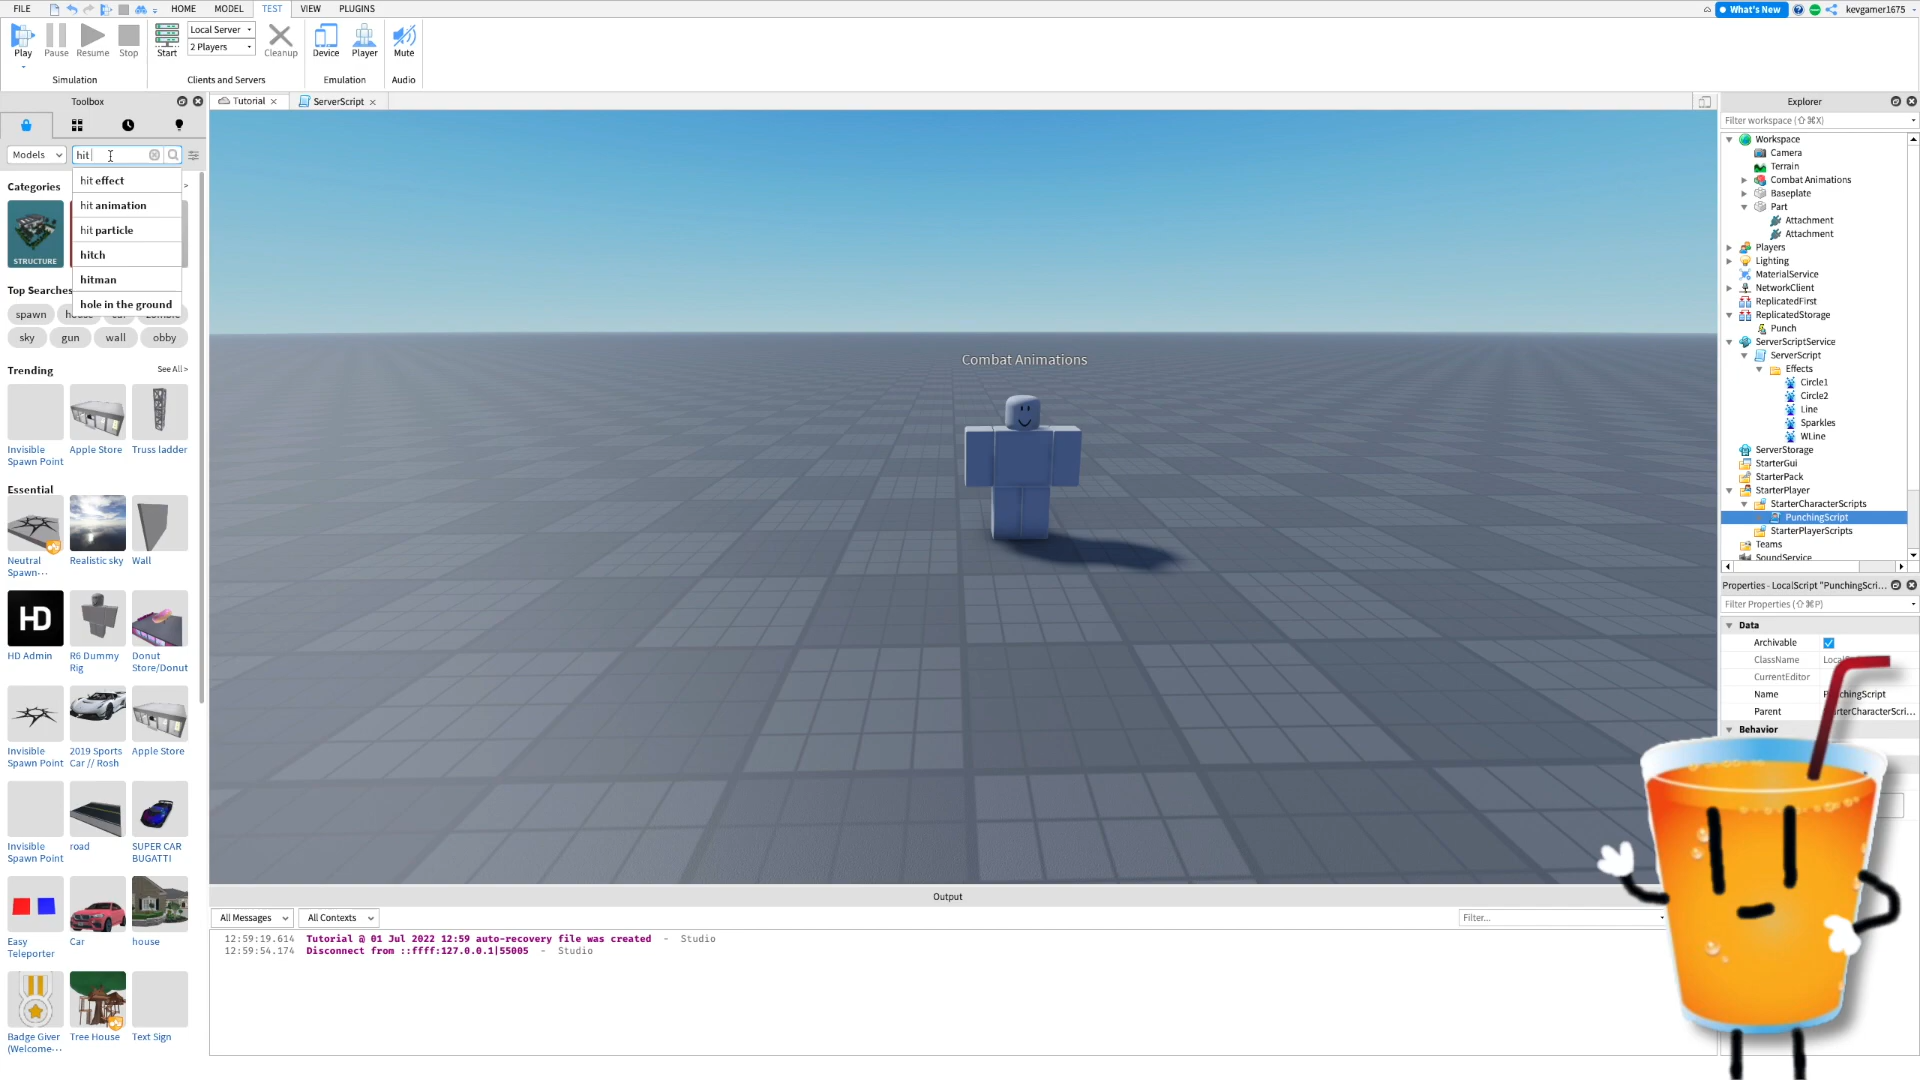 FILE HOME MODEL TEST VIEW PLUGINS What's New kevgamer1675
Play Pause Resume Stop Start Local Server 2 Players Cleanup Device Player Mute
Simulation Clients and Servers Emulation Audio
Toolbox
Models hit
hit effect
hit animation
hit particle
hitch
hitman
hole in the ground
Categories >
STRUCTURE
Top Searches
spawn
sky gun wall obby
Trending See All >
Invisible Spawn Point
Apple Store
Truss ladder
Essential
Neutral Spawn-···
Realistic sky
Wall
HD
HD Admin
R6 Dummy Rig
Donut Store/Donut
Invisible Spawn Point
2019 Sports Car // Rosh
Apple Store
Invisible Spawn Point
road
SUPER CAR BUGATTI
Easy Teleporter
Car
house
Badge Giver (Welcome-···
Tree House
Text Sign
Tutorial ServerScript
Combat Animations
Output
All Messages All Contexts Filter...
12:59:19.614 Tutorial @ 01 Jul 2022 12:59 auto-recovery file was created - Studio
12:59:54.174 Disconnect from ::ffff:127.0.0.1|55005 - Studio
Explorer
Filter workspace (⇧⌘X)
Workspace
Camera
Terrain
Combat Animations
Baseplate
Part
Attachment
Attachment
Players
Lighting
MaterialService
NetworkClient
ReplicatedFirst
ReplicatedStorage
Punch
ServerScriptService
ServerScript
Effects
Circle1
Circle2
Line
Sparkles
WLine
ServerStorage
StarterGui
StarterPack
StarterPlayer
StarterCharacterScripts
PunchingScript
StarterPlayerScripts
Teams
SoundService
Properties - LocalScript "PunchingScri...
Filter Properties (⇧⌘P)
Data
Archivable
ClassName
CurrentEditor
Name
Parent
Behavior